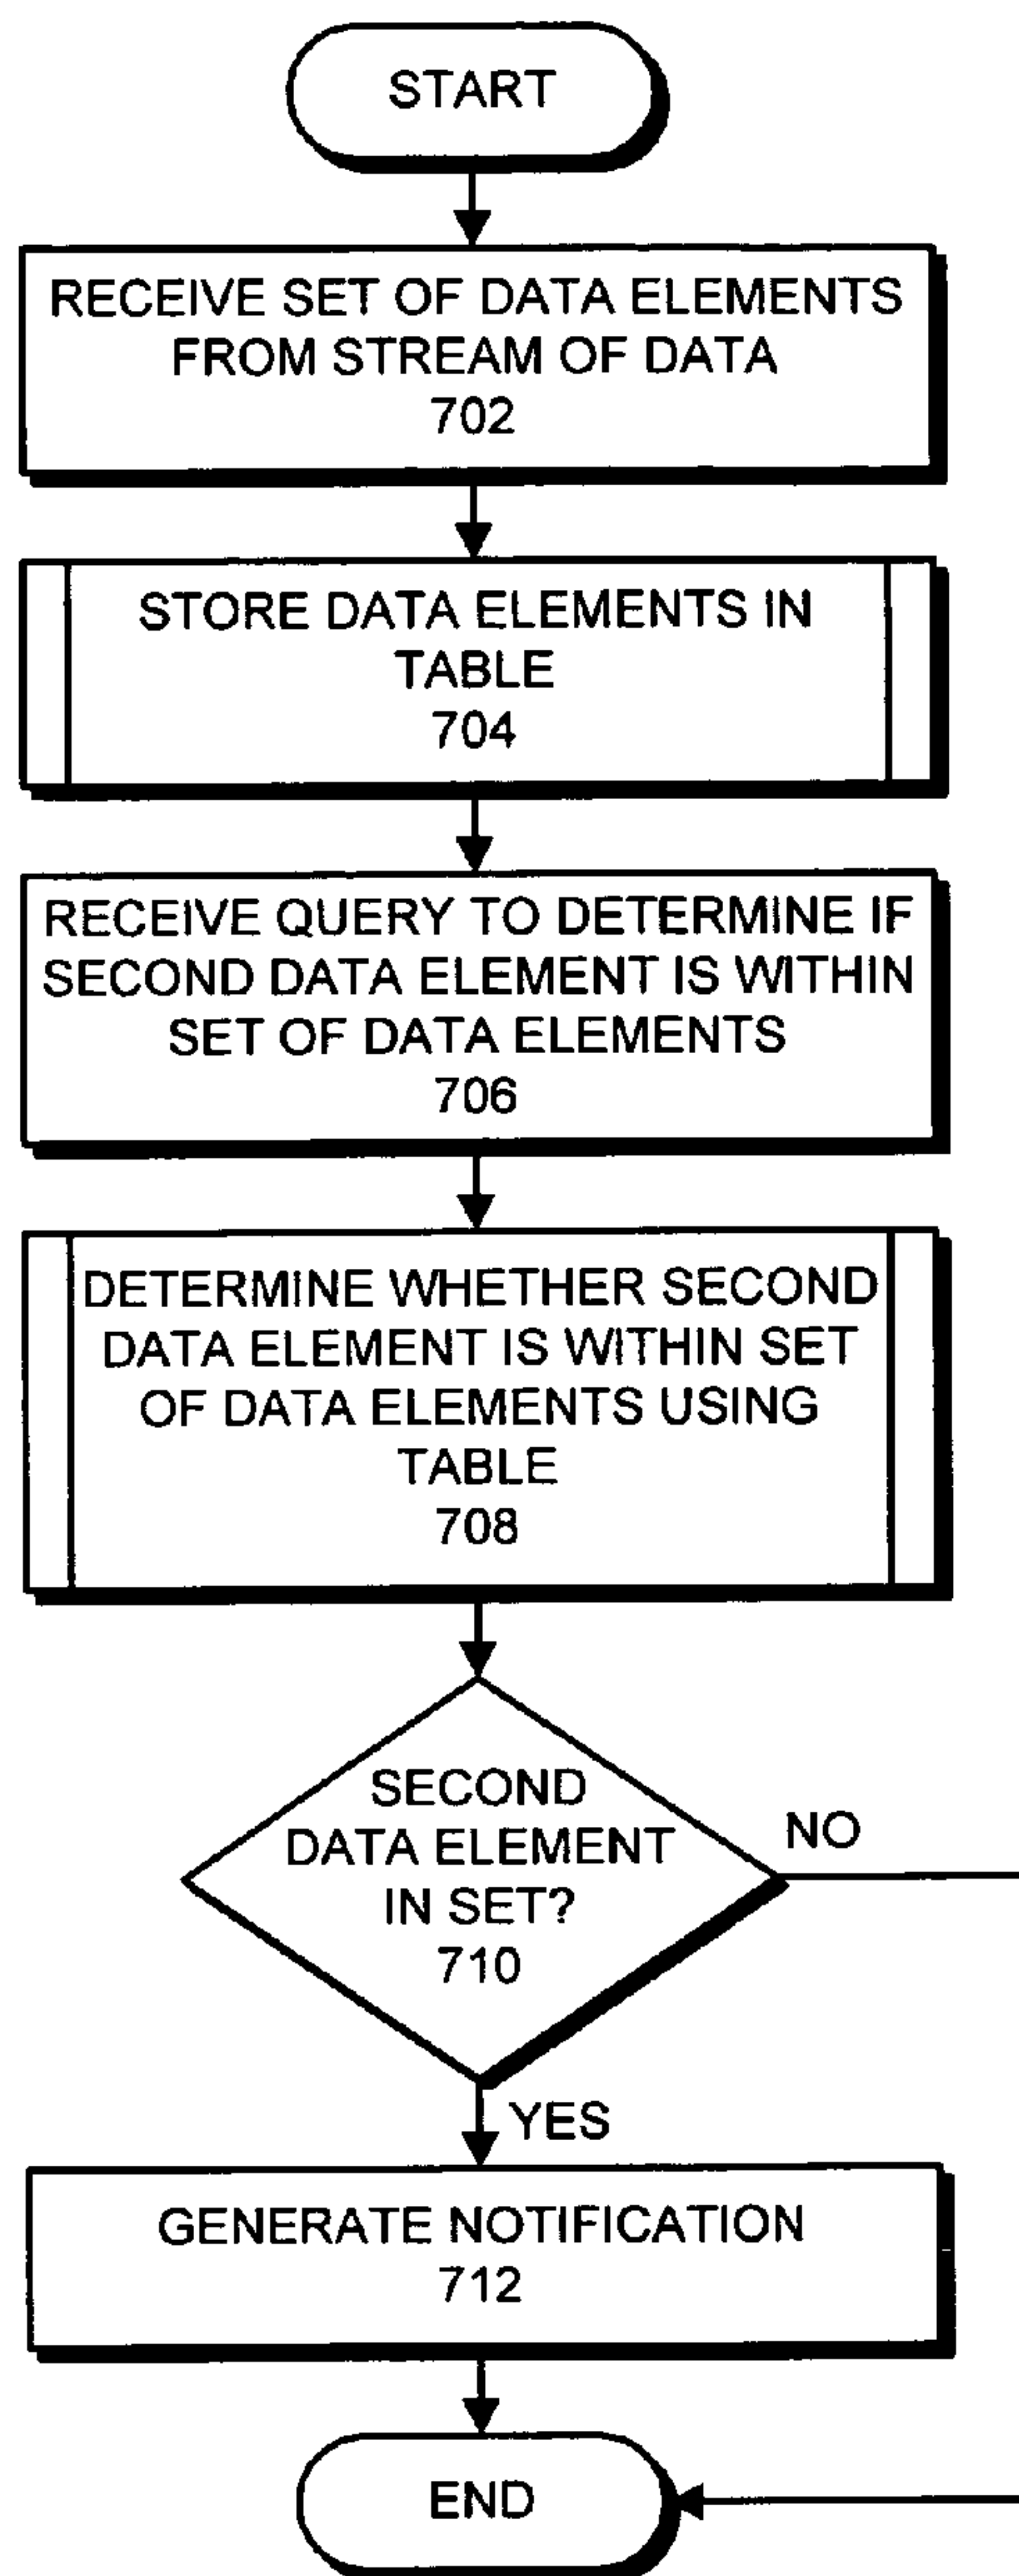 START
RECEIVE SET OF DATA ELEMENTS
FROM STREAM OF DATA
702
STORE DATA ELEMENTS IN
TABLE
704
RECEIVE QUERY TO DETERMINE IF
SECOND DATA ELEMENT IS WITHIN
SET OF DATA ELEMENTS
706
DETERMINE WHETHER SECOND
DATA ELEMENT IS WITHIN SET
OF DATA ELEMENTS USING
TABLE
708
SECOND
DATA ELEMENT
IN SET?
710
NO
YES
GENERATE NOTIFICATION
712
END